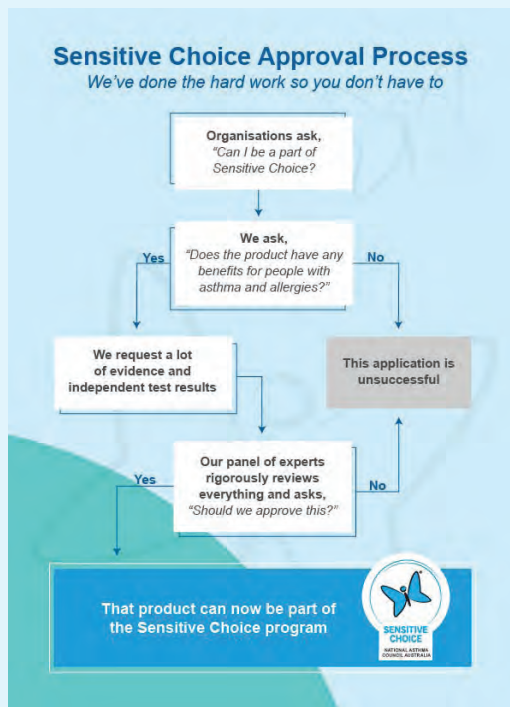 Sensitive Choice Approval Process
We've done the hard work so you don't have to
Organisations ask,
"Can I be a part of
Sensitive Choice?
We ask,
"Does the product have any
benefits for people with
asthma and allergies?"
Yes
No
We request a lot
of evidence and
independent test results
This application is
unsuccessful
Our panel of experts
rigorously reviews
everything and asks,
"Should we approve this?"
Yes
No
That product can now be part of
the Sensitive Choice program
SENSITIVE
CHOICE
NATIONAL ASTHMA
COUNCIL AUSTRALIA